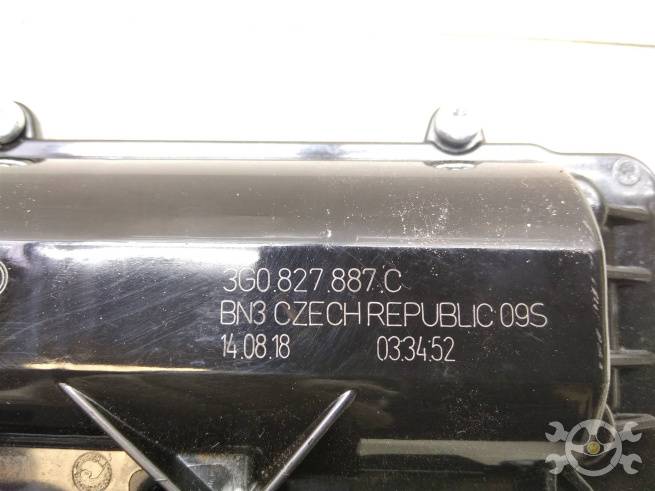 3G0.827.887.C
BN3 CZECH REPUBLIC 09S
14.08.18 03:34:52